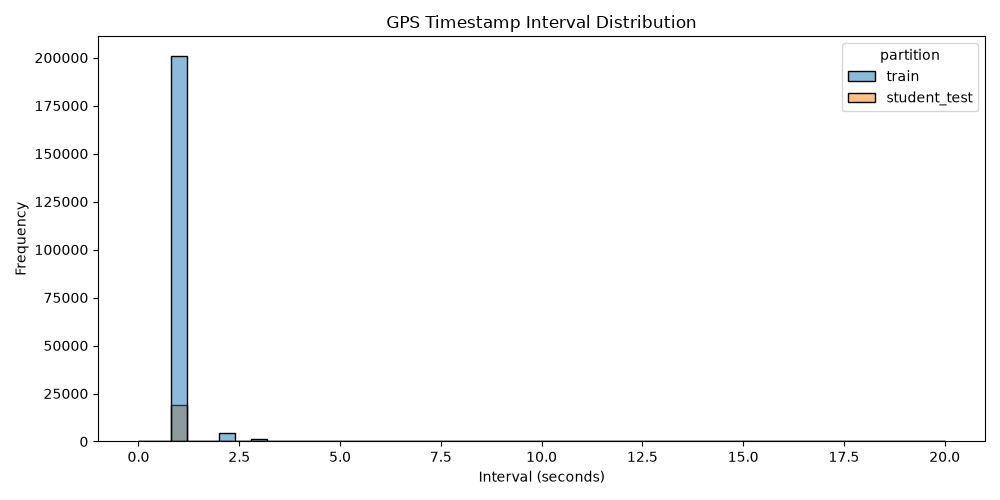 GPS Timestamp Interval Distribution
partition
train
student_test
200000
175000
150000
125000
100000
75000
50000
25000
0
Frequency
0.0 2.5 5.0 7.5 10.0 12.5 15.0 17.5 20.0
Interval (seconds)